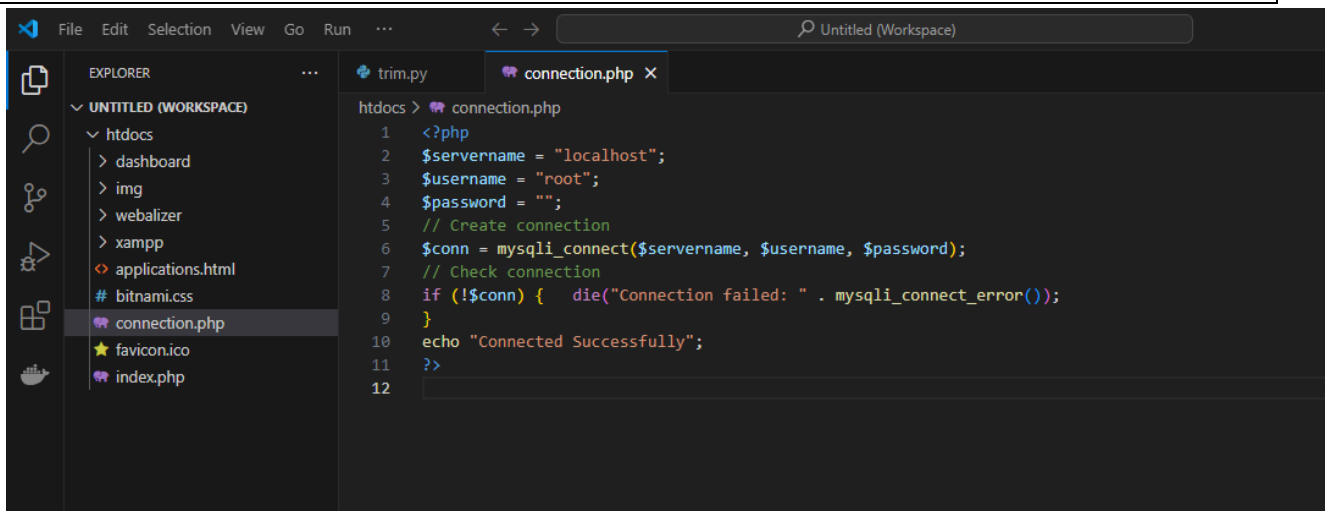 File Edit Selection View Go Run ··· ← → Untitled (Workspace)
EXPLORER ···
UNTITLED (WORKSPACE)
htdocs
dashboard
img
webalizer
xampp
<> applications.html
# bitnami.css
connection.php
favicon.ico
index.php
trim.py connection.php ×
htdocs > connection.php
1 <?php
2 $servername = "localhost";
3 $username = "root";
4 $password = "";
5 // Create connection
6 $conn = mysqli_connect($servername, $username, $password);
7 // Check connection
8 if (!$conn) {   die("Connection failed: " . mysqli_connect_error());
9 }
10 echo "Connected Successfully";
11 ?>
12